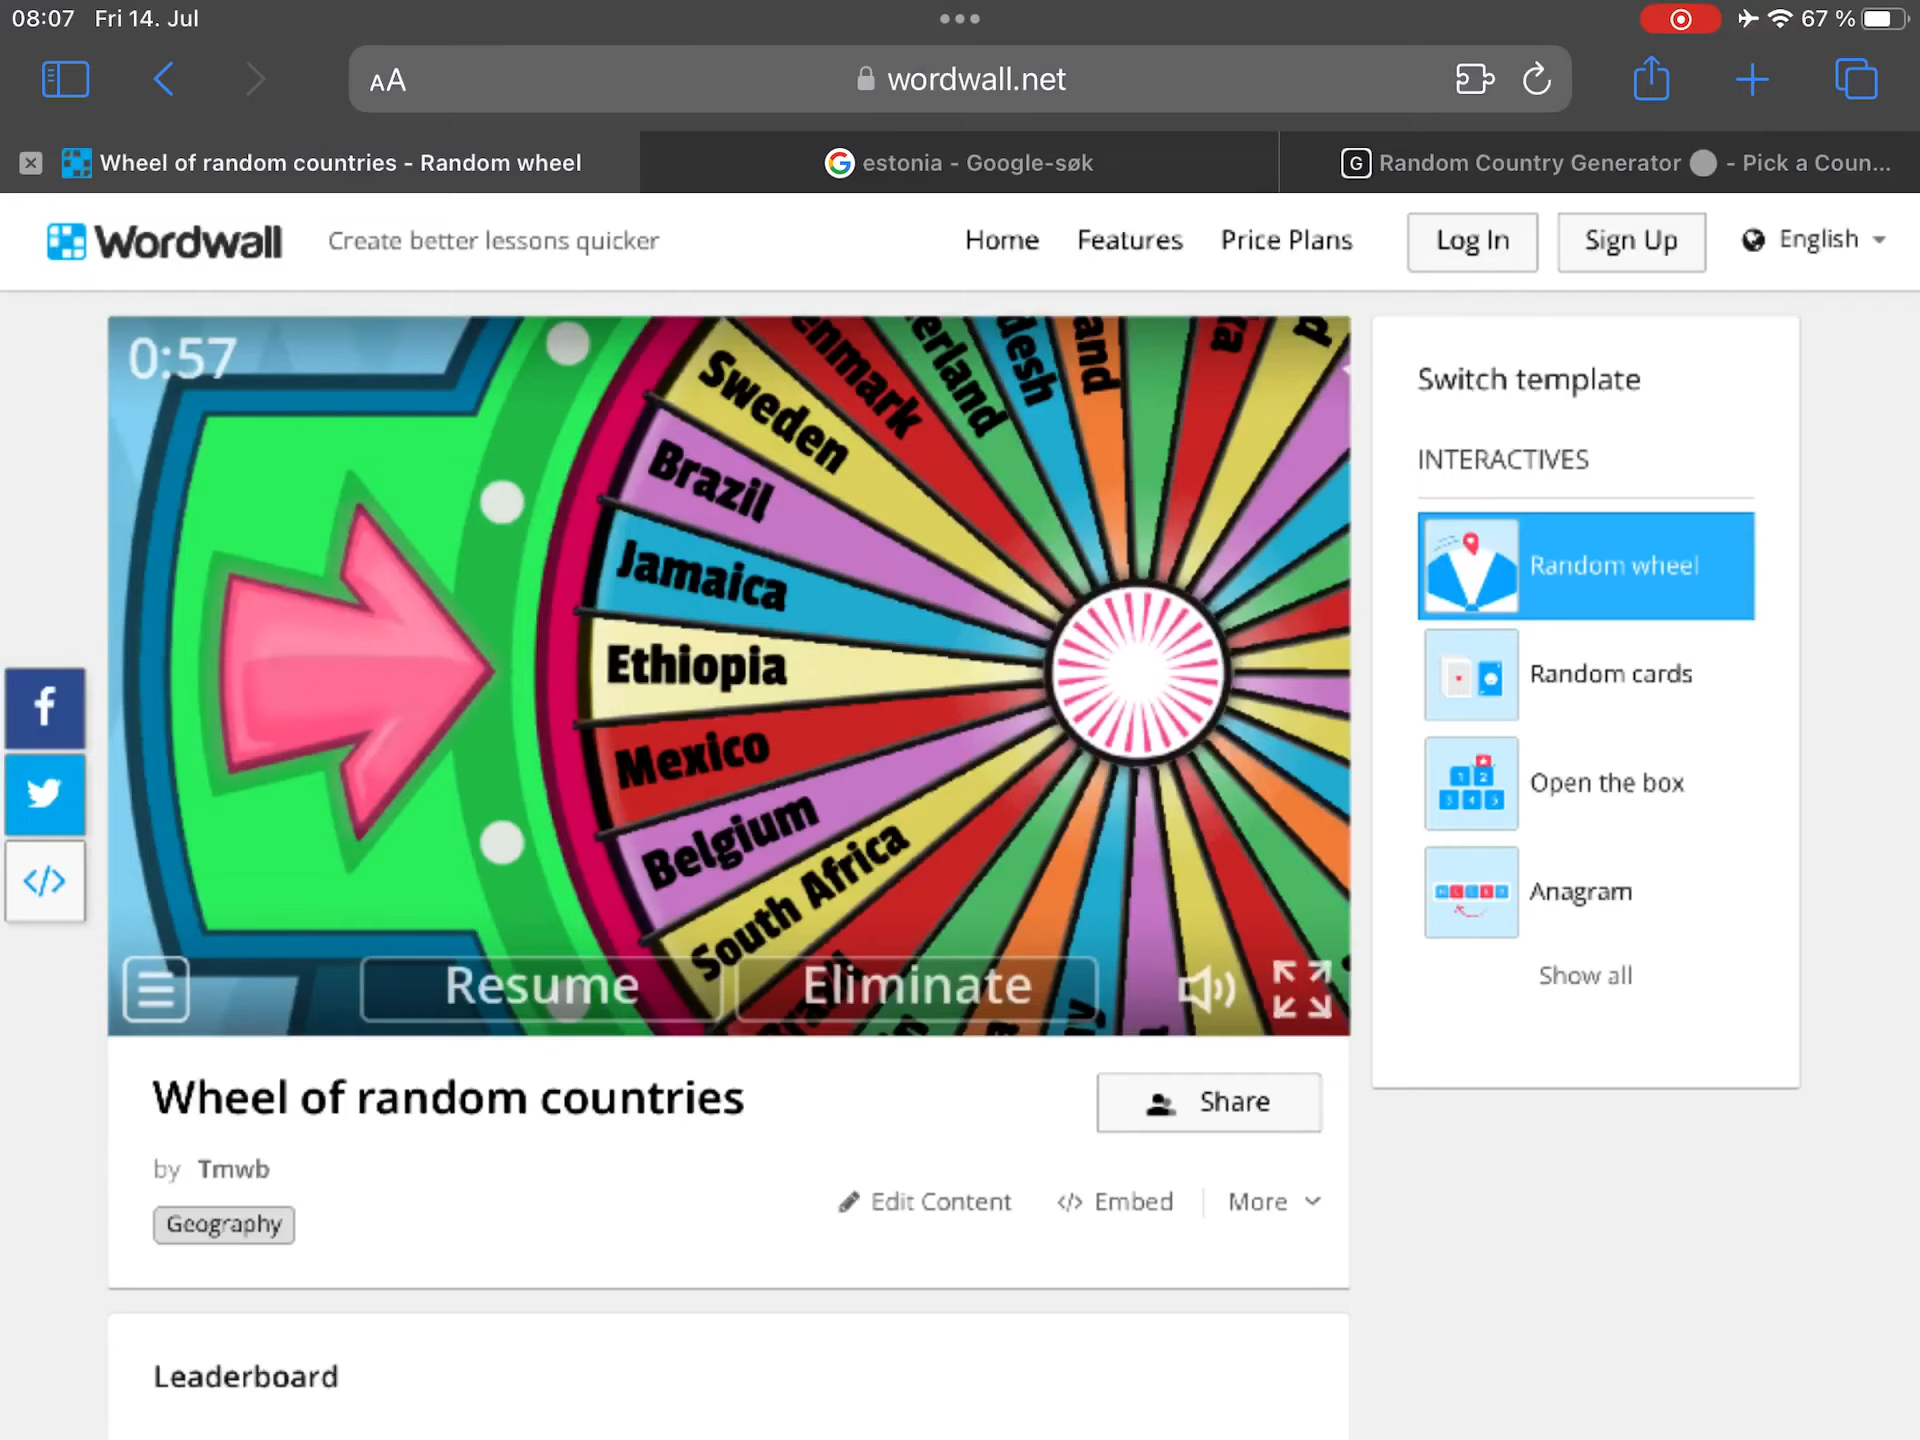 08:07 Fri 14. Jul
67 %
AA
wordwall.net
Wheel of random countries - Random wheel
estonia - Google-søk
Random Country Generator - Pick a Coun...
Wordwall
Create better lessons quicker
Home
Features
Price Plans
Log In
Sign Up
English
0:57
Sweden
Brazil
Jamaica
Ethiopia
Mexico
Belgium
South Africa
Resume
Eliminate
Switch template
INTERACTIVES
Random wheel
Random cards
Open the box
Anagram
Show all
Wheel of random countries
Share
by Tmwb
Edit Content
Embed
More
Geography
Leaderboard